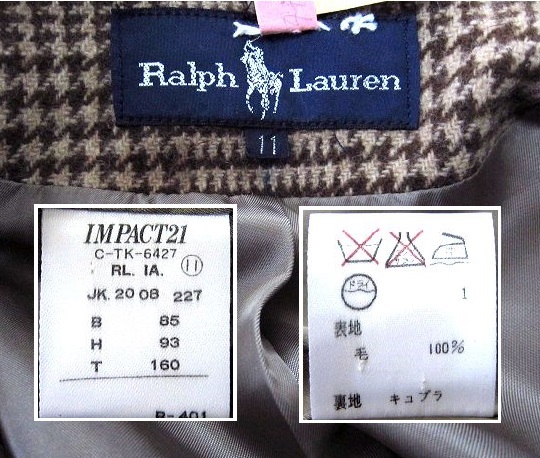 Ralph Lauren
11
IMPACT21
C-TK-6427
RL. IA. 11
JK. 20 08 227
B 85
H 93
T 160
ドライ
1
表地
毛 100%
裏地 キュプラ